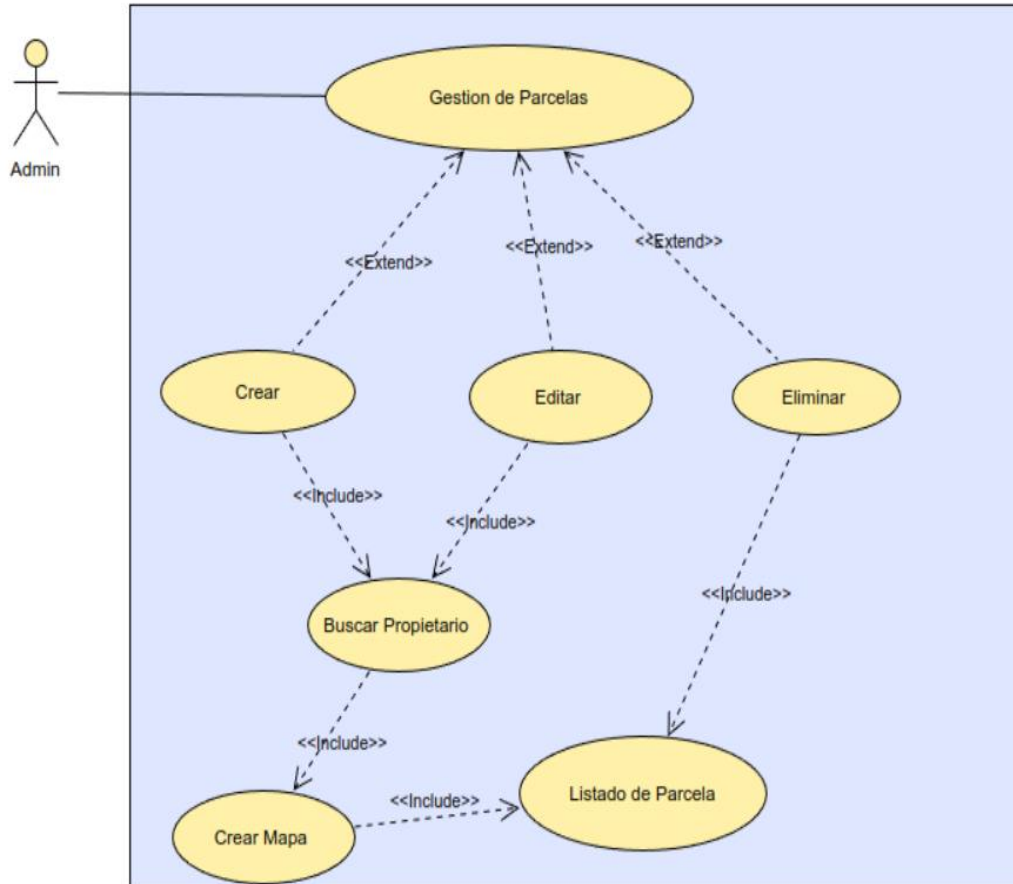 Gestion de Parcelas
Admin
<<Extend>>
<<Extend>>
<<Extend>>
Crear
Editar
Eliminar
<<Include>>
<<Include>>
<<Include>>
Buscar Propietario
<<Include>>
<<Include>>
Listado de Parcela
Crear Mapa